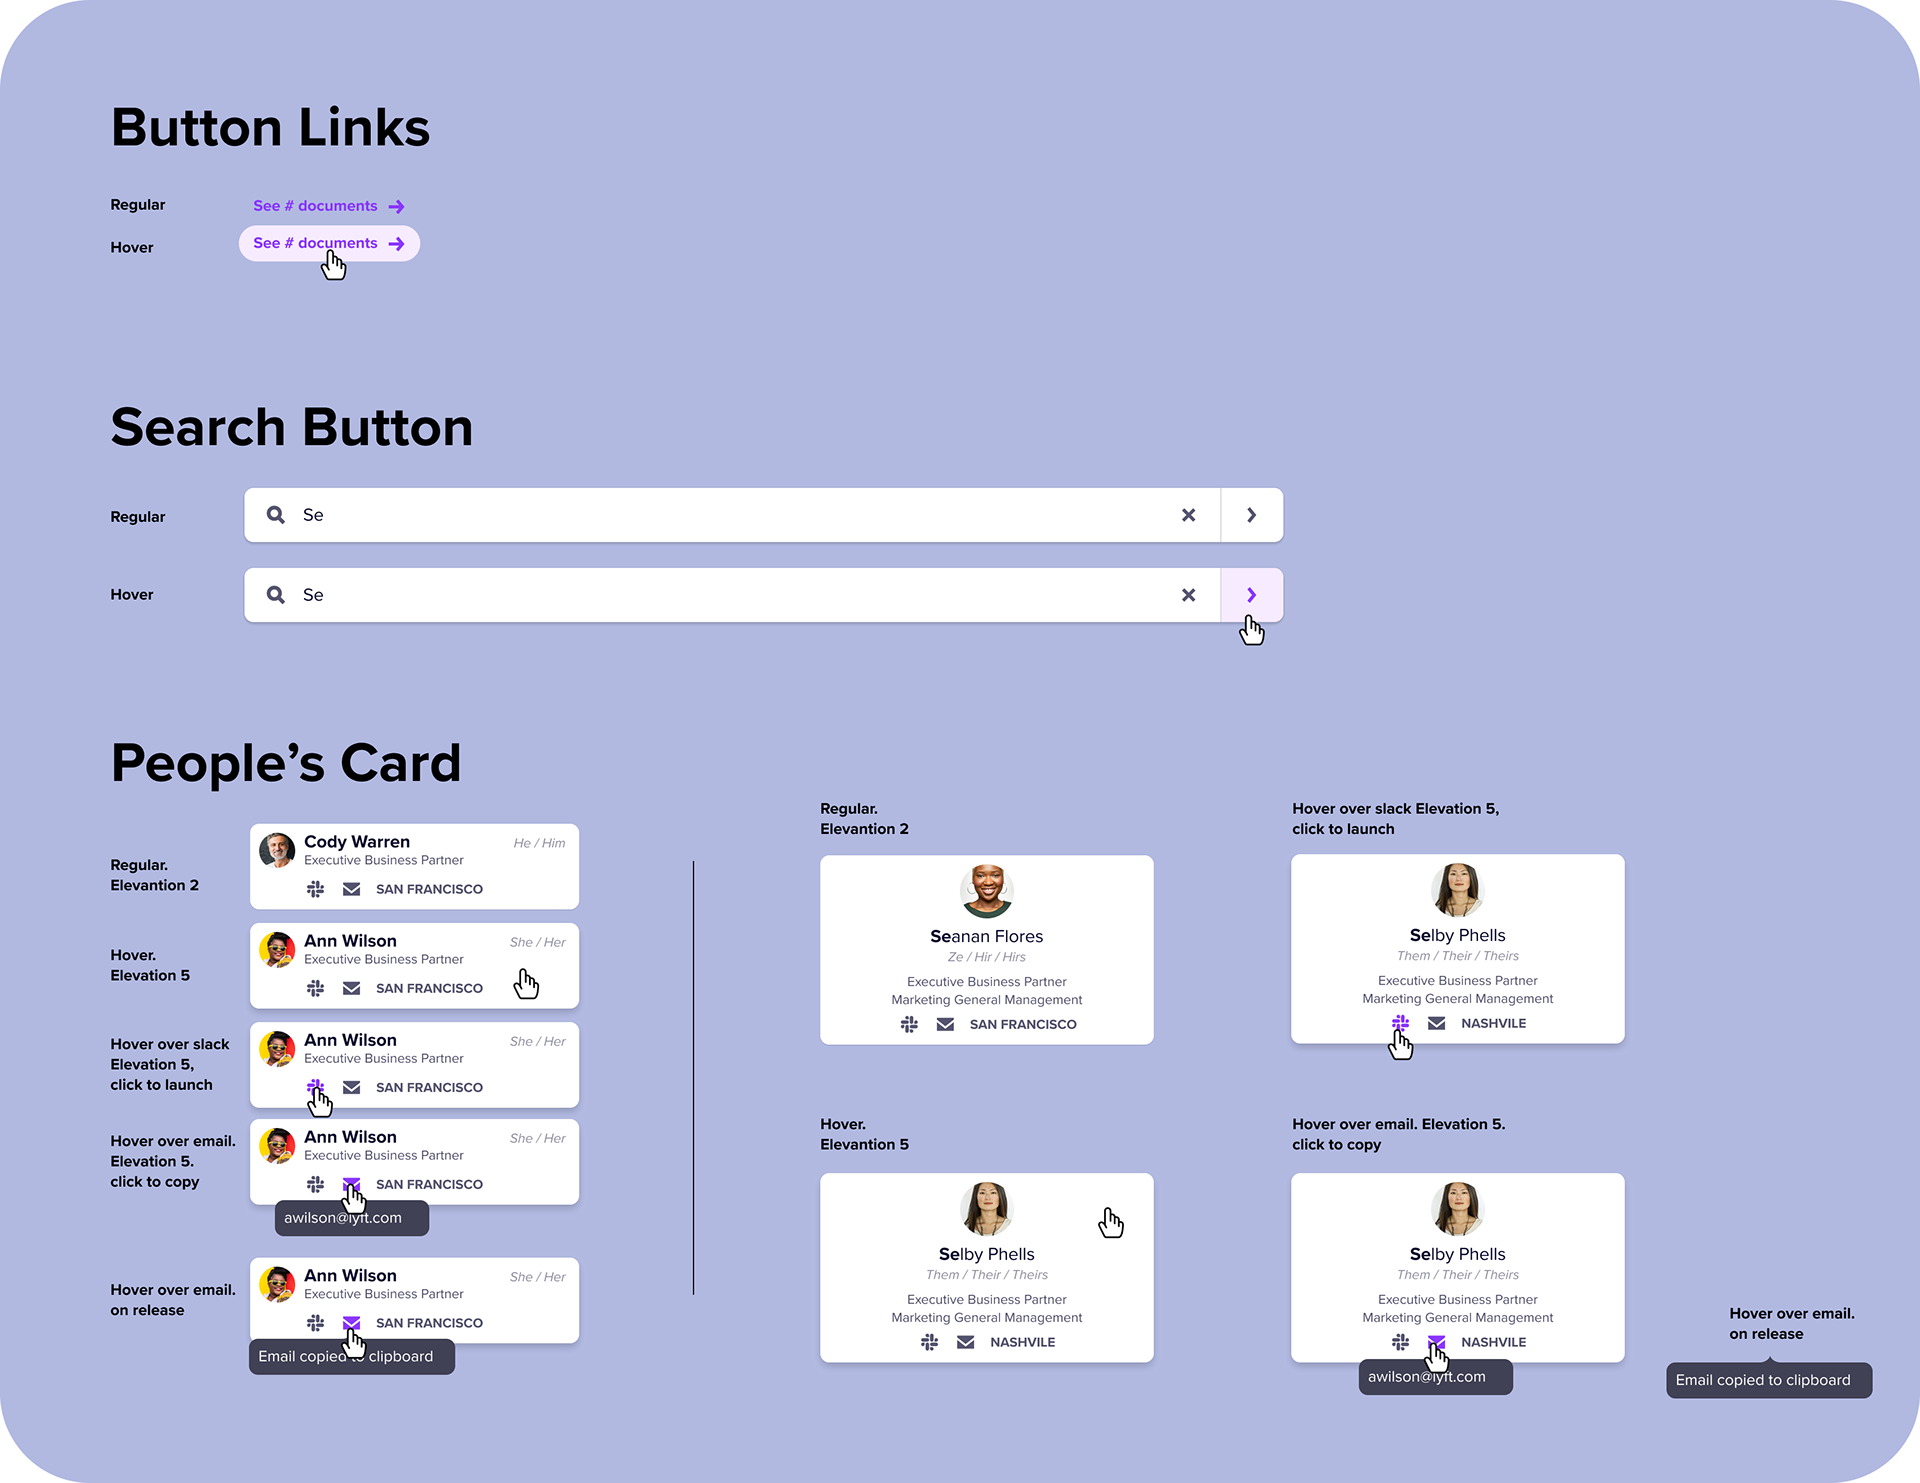 Button Links
Regular
See # documents
Hover
See # documents
Search Button
Regular
Se
Hover
Se
People's Card
Regular.
Elevantion 2
Cody Warren
He / Him
Executive Business Partner
SAN FRANCISCO
Hover.
Elevation 5
Ann Wilson
She / Her
Executive Business Partner
SAN FRANCISCO
Hover over slack
Elevation 5,
click to launch
Ann Wilson
She / Her
Executive Business Partner
SAN FRANCISCO
Hover over email.
Elevation 5.
click to copy
Ann Wilson
She / Her
Executive Business Partner
SAN FRANCISCO
awilson@lyft.com
Hover over email.
on release
Ann Wilson
She / Her
Executive Business Partner
SAN FRANCISCO
Email copied to clipboard
Regular.
Elevantion 2
Seanan Flores
Ze / Hir / Hirs
Executive Business Partner
Marketing General Management
SAN FRANCISCO
Hover over slack Elevation 5,
click to launch
Selby Phells
Them / Their / Theirs
Executive Business Partner
Marketing General Management
NASHVILE
Hover.
Elevantion 5
Selby Phells
Them / Their / Theirs
Executive Business Partner
Marketing General Management
NASHVILE
Hover over email. Elevation 5.
click to copy
Selby Phells
Them / Their / Theirs
Executive Business Partner
Marketing General Management
NASHVILE
awilson@lyft.com
Hover over email.
on release
Email copied to clipboard